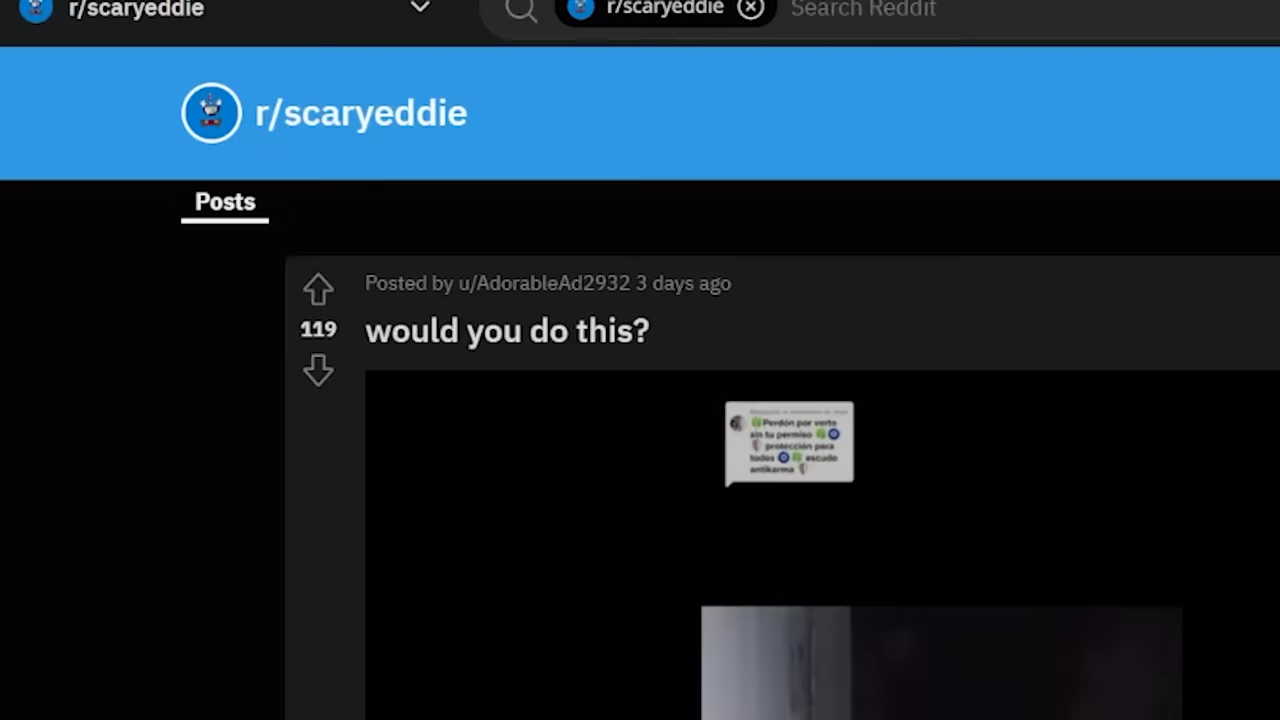 r/scaryeddie
r/scaryeddie
Search Reddit
r/scaryeddie
Posts
Posted by u/AdorableAd2932 3 days ago
119
would you do this?
Perdón por verte
sin tu permiso
protección para
todos escudo
antikarma